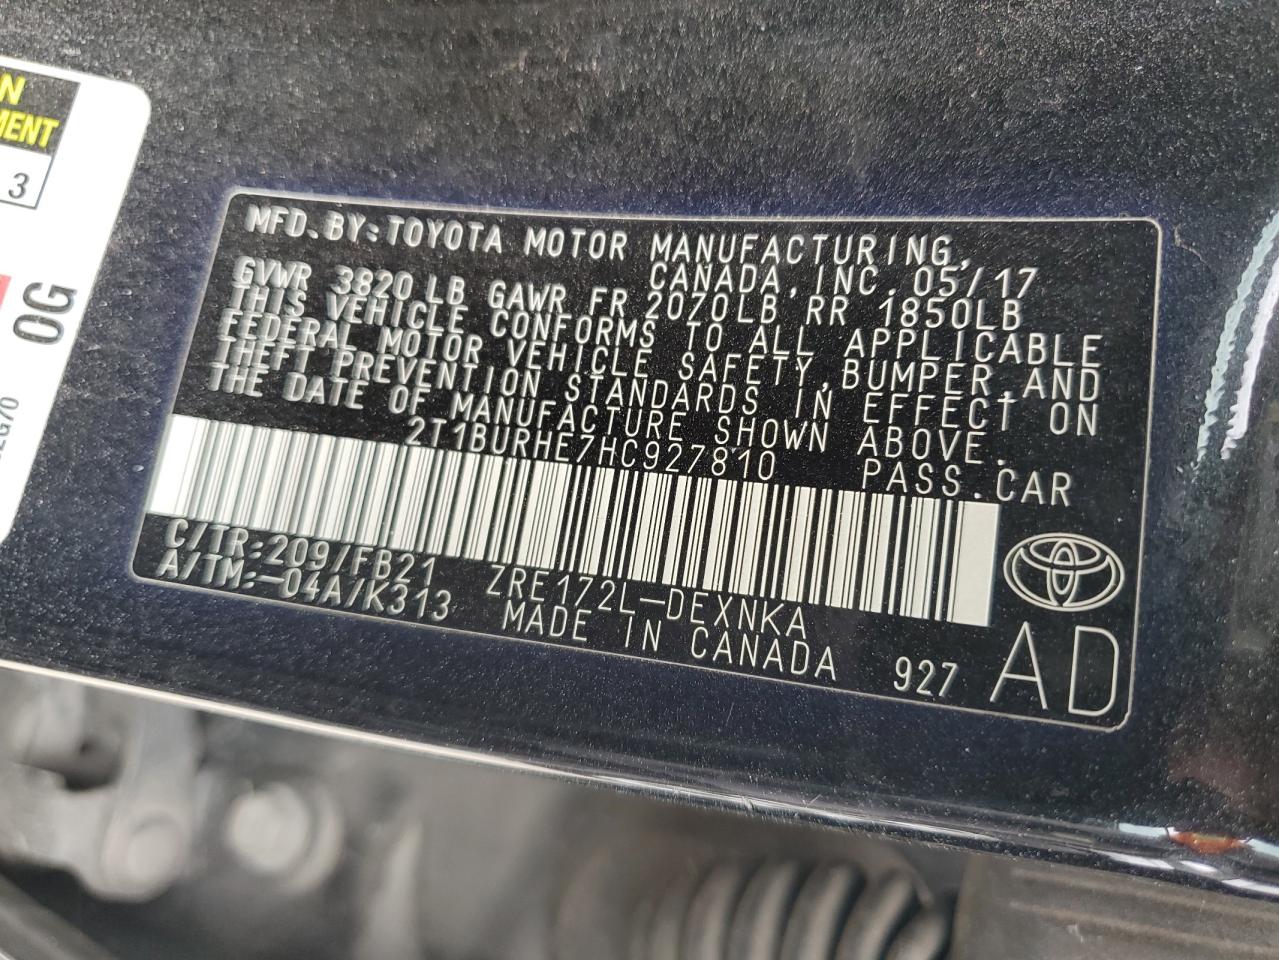 N
MENT
3
OG
MFD. BY:TOYOTA MOTOR MANUFACTURING,
CANADA, INC. 05/17
GVWR 3820 LB GAWR FR 2070LB RR 1850LB
THIS VEHICLE CONFORMS TO ALL APPLICABLE
FEDERAL MOTOR VEHICLE SAFETY, BUMPER, AND
THEFT PREVENTION STANDARDS IN EFFECT ON
THE DATE OF MANUFACTURE SHOWN ABOVE.
2T1BURHE7HC927810 PASS. CAR
C/TR:209/FB21 ZRE172L-DEXNKA
A/TM:-04A/K313 MADE IN CANADA 927 AD